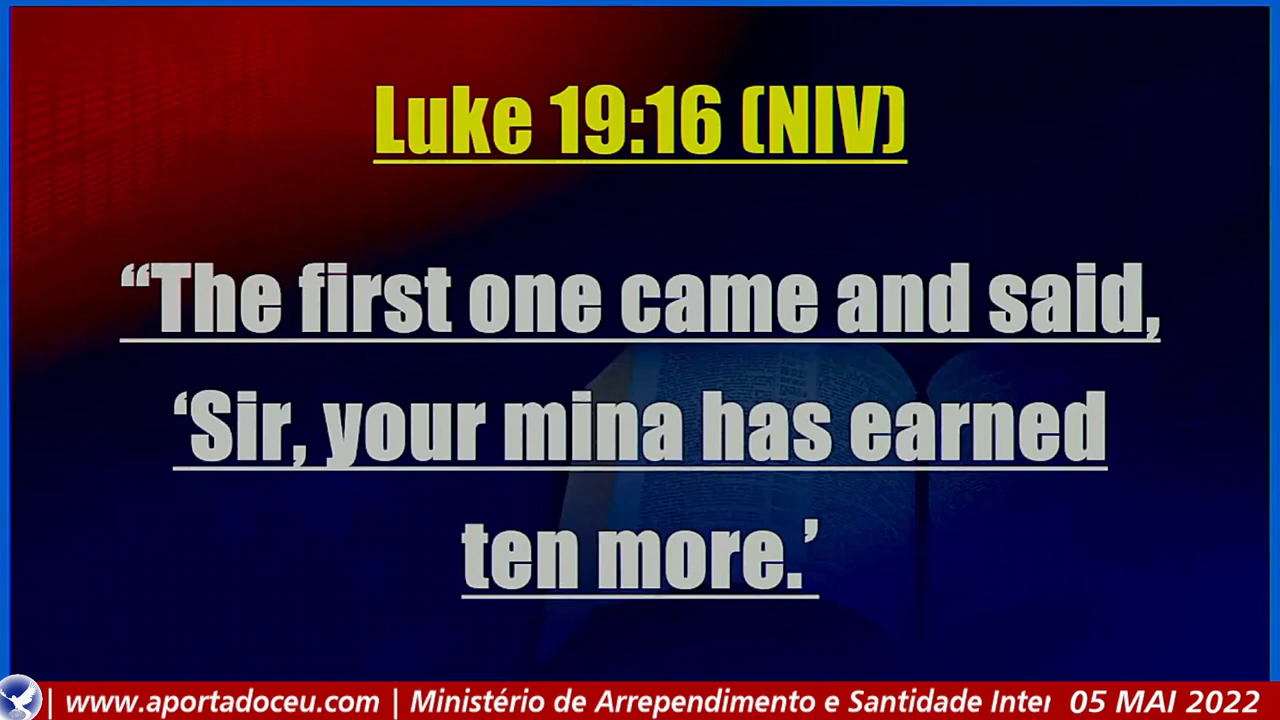 Luke 19:16 (NIV)
“The first one came and said,
‘Sir, your mina has earned
ten more.’
| www.aportadoceu.com | Ministério de Arrependimento e Santidade Inter 05 MAI 2022